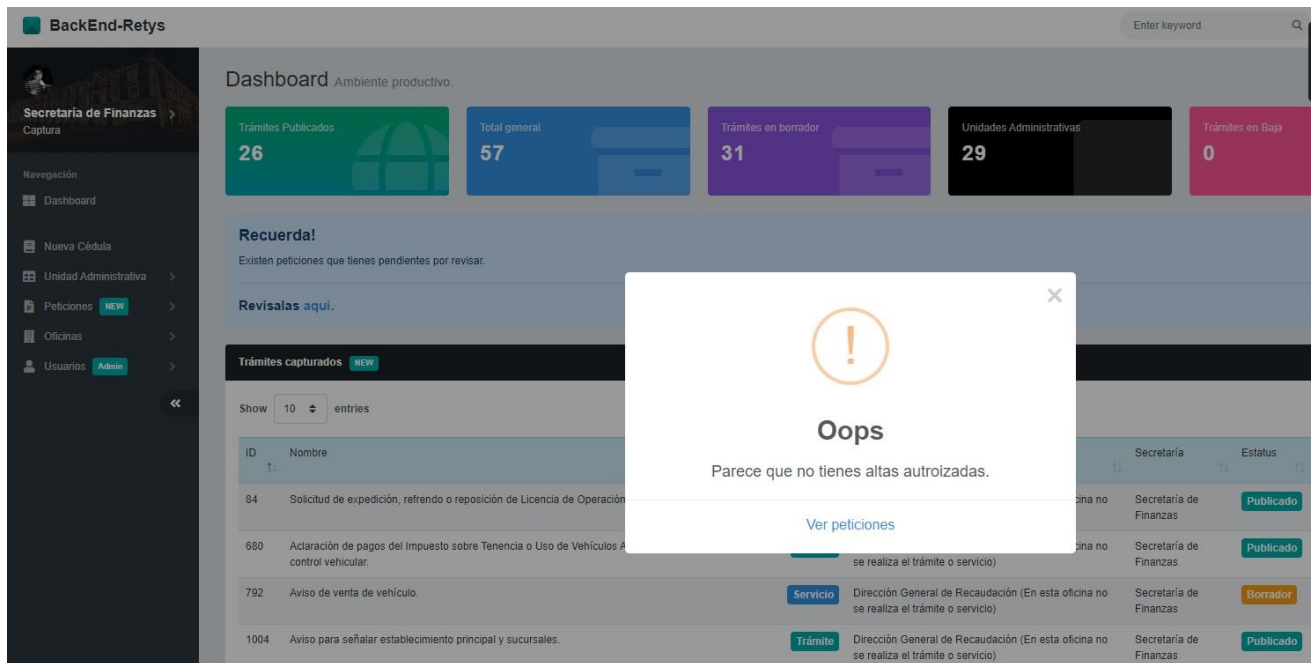 BackEnd-Retys
Enter keyword
Secretaría de Finanzas
Captura
Navegación
Dashboard
Nueva Cédula
Unidad Administrativa
Peticiones NEW
Oficinas
Usuarios Admin
Dashboard Ambiente productivo.
Trámites Publicados
26
Total general
57
Trámites en borrador
31
Unidades Administrativas
29
Trámites en Baja
0
Recuerda!
Existen peticiones que tienes pendientes por revisar.
Revisalas aquí.
Trámites capturados NEW
Show 10 entries
ID Nombre Secretaría Estatus
84 Solicitud de expedición, refrendo o reposición de Licencia de Operación
no Secretaría de Publicado
Finanzas
680 Aclaración de pagos del Impuesto sobre Tenencia o Uso de Vehículos
no Secretaría de Publicado
control vehicular. se realiza el trámite o servicio) Finanzas
792 Aviso de venta de vehículo. Servicio Dirección General de Recaudación (En esta oficina no Secretaría de Borrador
se realiza el trámite o servicio) Finanzas
1004 Aviso para señalar establecimiento principal y sucursales. Trámite Dirección General de Recaudación (En esta oficina no Secretaría de Publicado
se realiza el trámite o servicio) Finanzas
×
!
Oops
Parece que no tienes altas autroizadas.
Ver peticiones